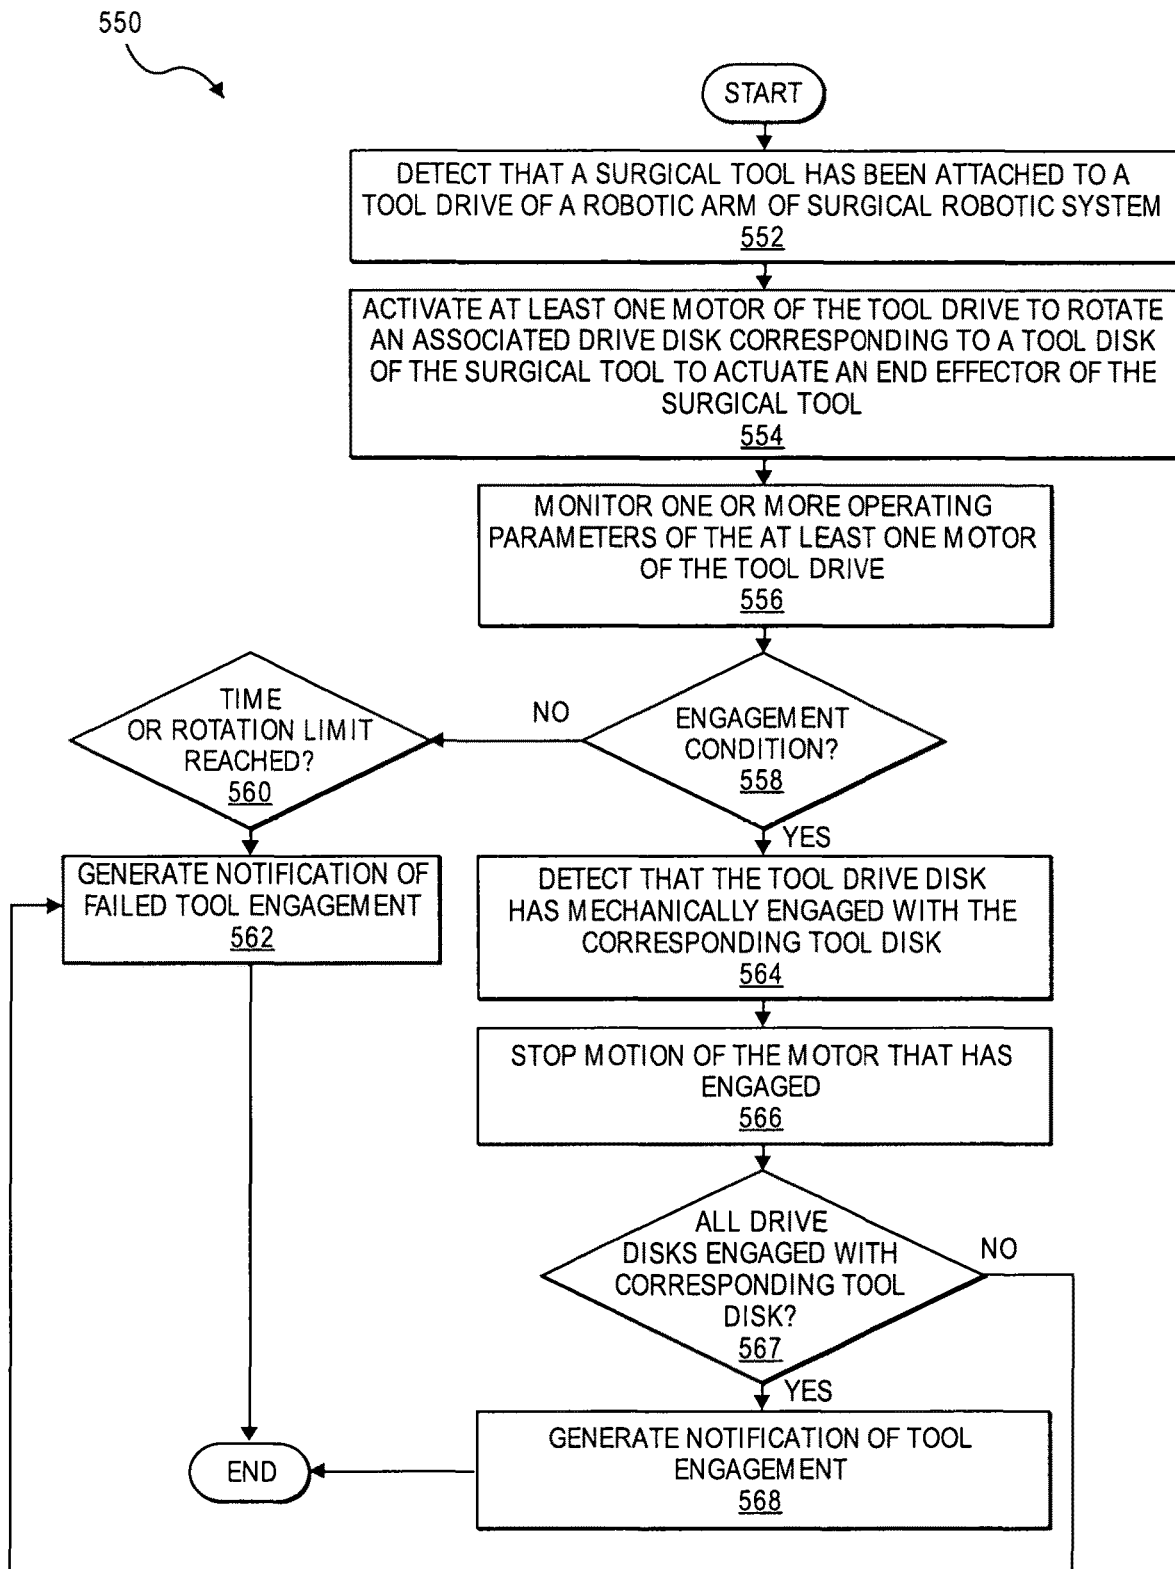 550
START
DETECT THAT A SURGICAL TOOL HAS BEEN ATTACHED TO A
TOOL DRIVE OF A ROBOTIC ARM OF SURGICAL ROBOTIC SYSTEM
552
ACTIVATE AT LEAST ONE MOTOR OF THE TOOL DRIVE TO ROTATE
AN ASSOCIATED DRIVE DISK CORRESPONDING TO A TOOL DISK
OF THE SURGICAL TOOL TO ACTUATE AN END EFFECTOR OF THE
SURGICAL TOOL
554
MONITOR ONE OR MORE OPERATING
PARAMETERS OF THE AT LEAST ONE MOTOR
OF THE TOOL DRIVE
556
ENGAGEMENT
CONDITION?
558
NO
TIME
OR ROTATION LIMIT
REACHED?
560
GENERATE NOTIFICATION OF
FAILED TOOL ENGAGEMENT
562
YES
DETECT THAT THE TOOL DRIVE DISK
HAS MECHANICALLY ENGAGED WITH THE
CORRESPONDING TOOL DISK
564
STOP MOTION OF THE MOTOR THAT HAS
ENGAGED
566
ALL DRIVE
DISKS ENGAGED WITH
CORRESPONDING TOOL
DISK?
567
NO
YES
GENERATE NOTIFICATION OF TOOL
ENGAGEMENT
568
END